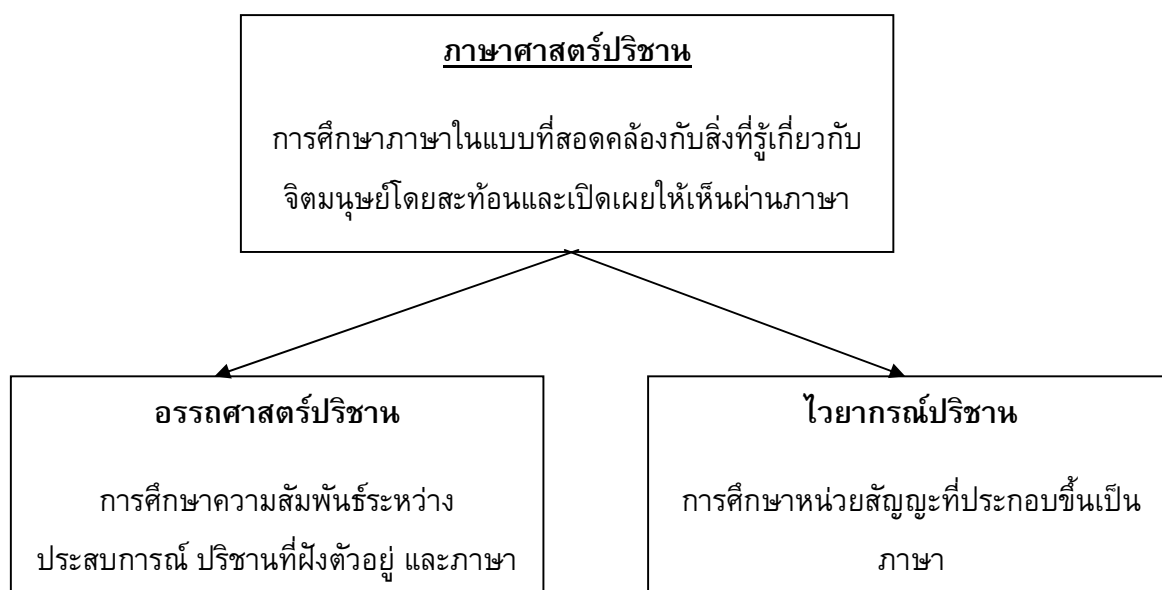 ภาษาศาสตร์ปริชาน
การศึกษาภาษาในแบบที่สอดคล้องกับสิ่งที่รู้เกี่ยวกับ
จิตมนุษย์โดยสะท้อนและเปิดเผยให้เห็นผ่านภาษา
อรรถศาสตร์ปริชาน
การศึกษาความสัมพันธ์ระหว่าง
ประสบการณ์ ปริชานที่ฝังตัวอยู่ และภาษา
ไวยากรณ์ปริชาน
การศึกษาหน่วยสัญญะที่ประกอบขึ้นเป็น
ภาษา